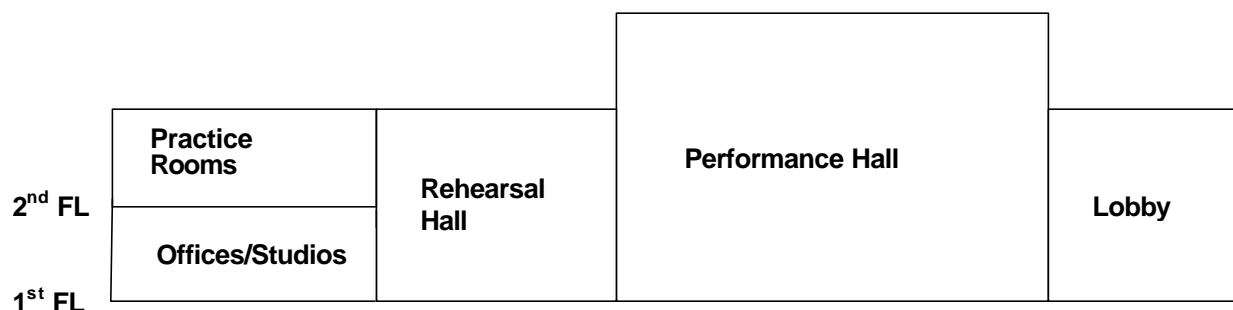 Practice
Rooms
Performance Hall
Rehearsal
Hall
2nd FL
Lobby
Offices/Studios
1st FL